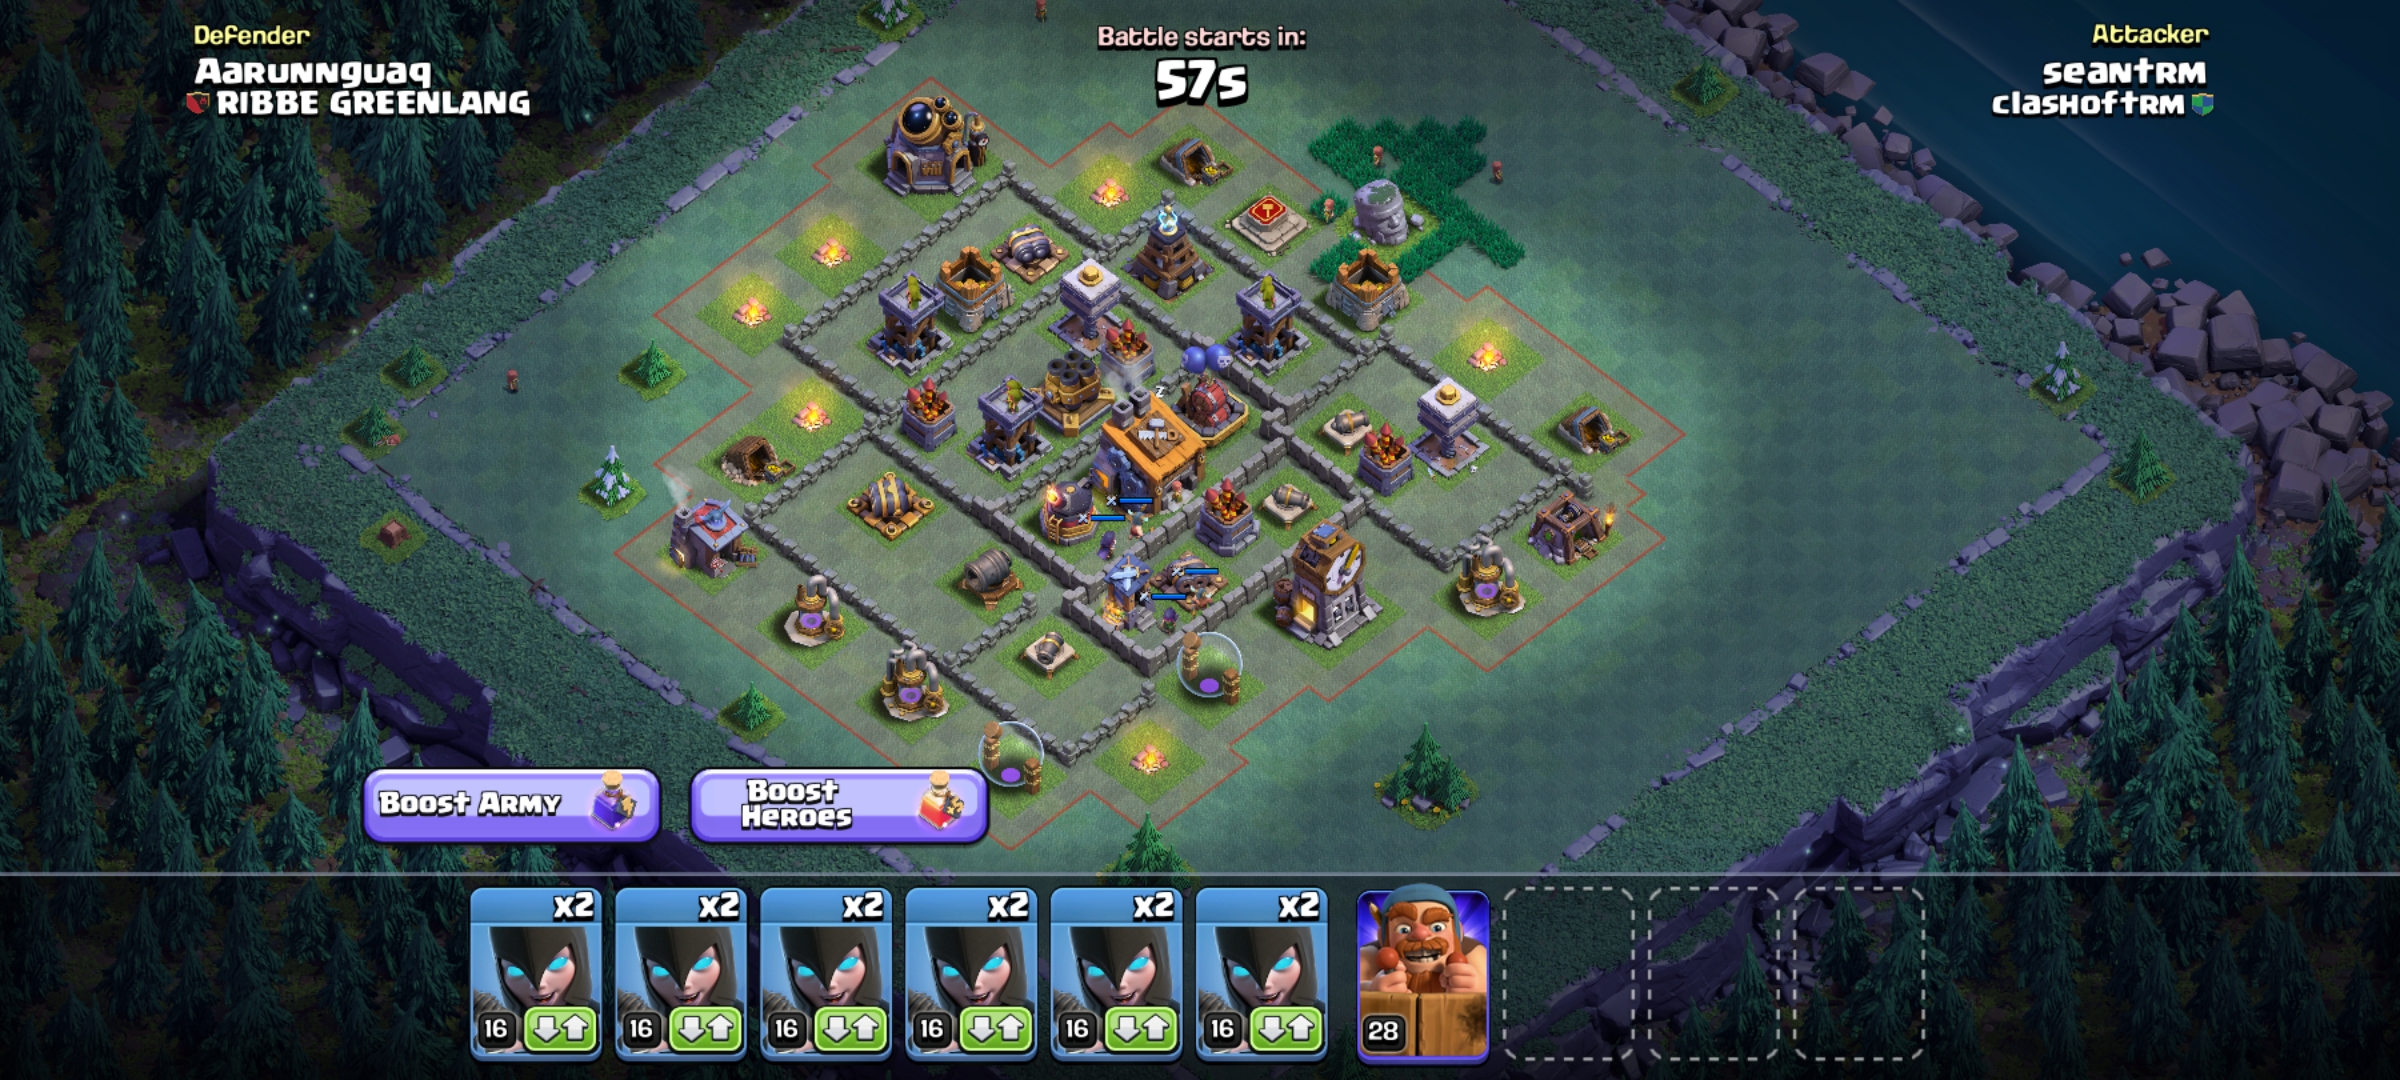 Defender
Aarunnguaq
RIBBE GREENLANG
Battle starts in:
57s
Attacker
seantRM
clashoftRM
Boost Army
Boost
Heroes
x2
x2
x2
x2
x2
x2
16
16
16
16
16
16
28